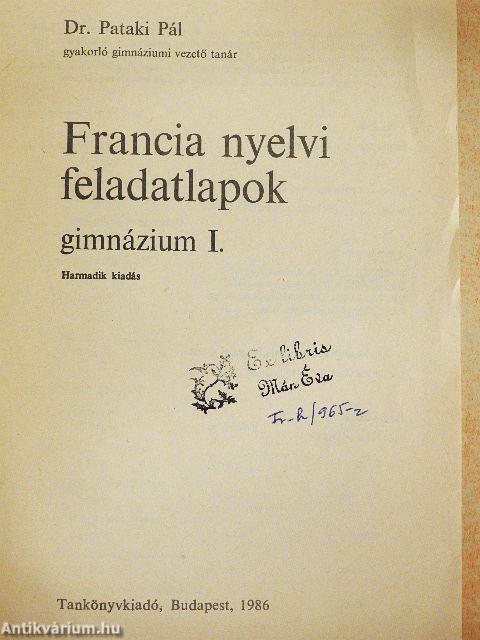 Dr. Pataki Pál
gyakorló gimnáziumi vezető tanár
Francia nyelvi
feladatlapok
gimnázium I.
Harmadik kiadás
Ex libris
Mán Éva
Tankönyvkiadó, Budapest, 1986
Antikvárium.hu